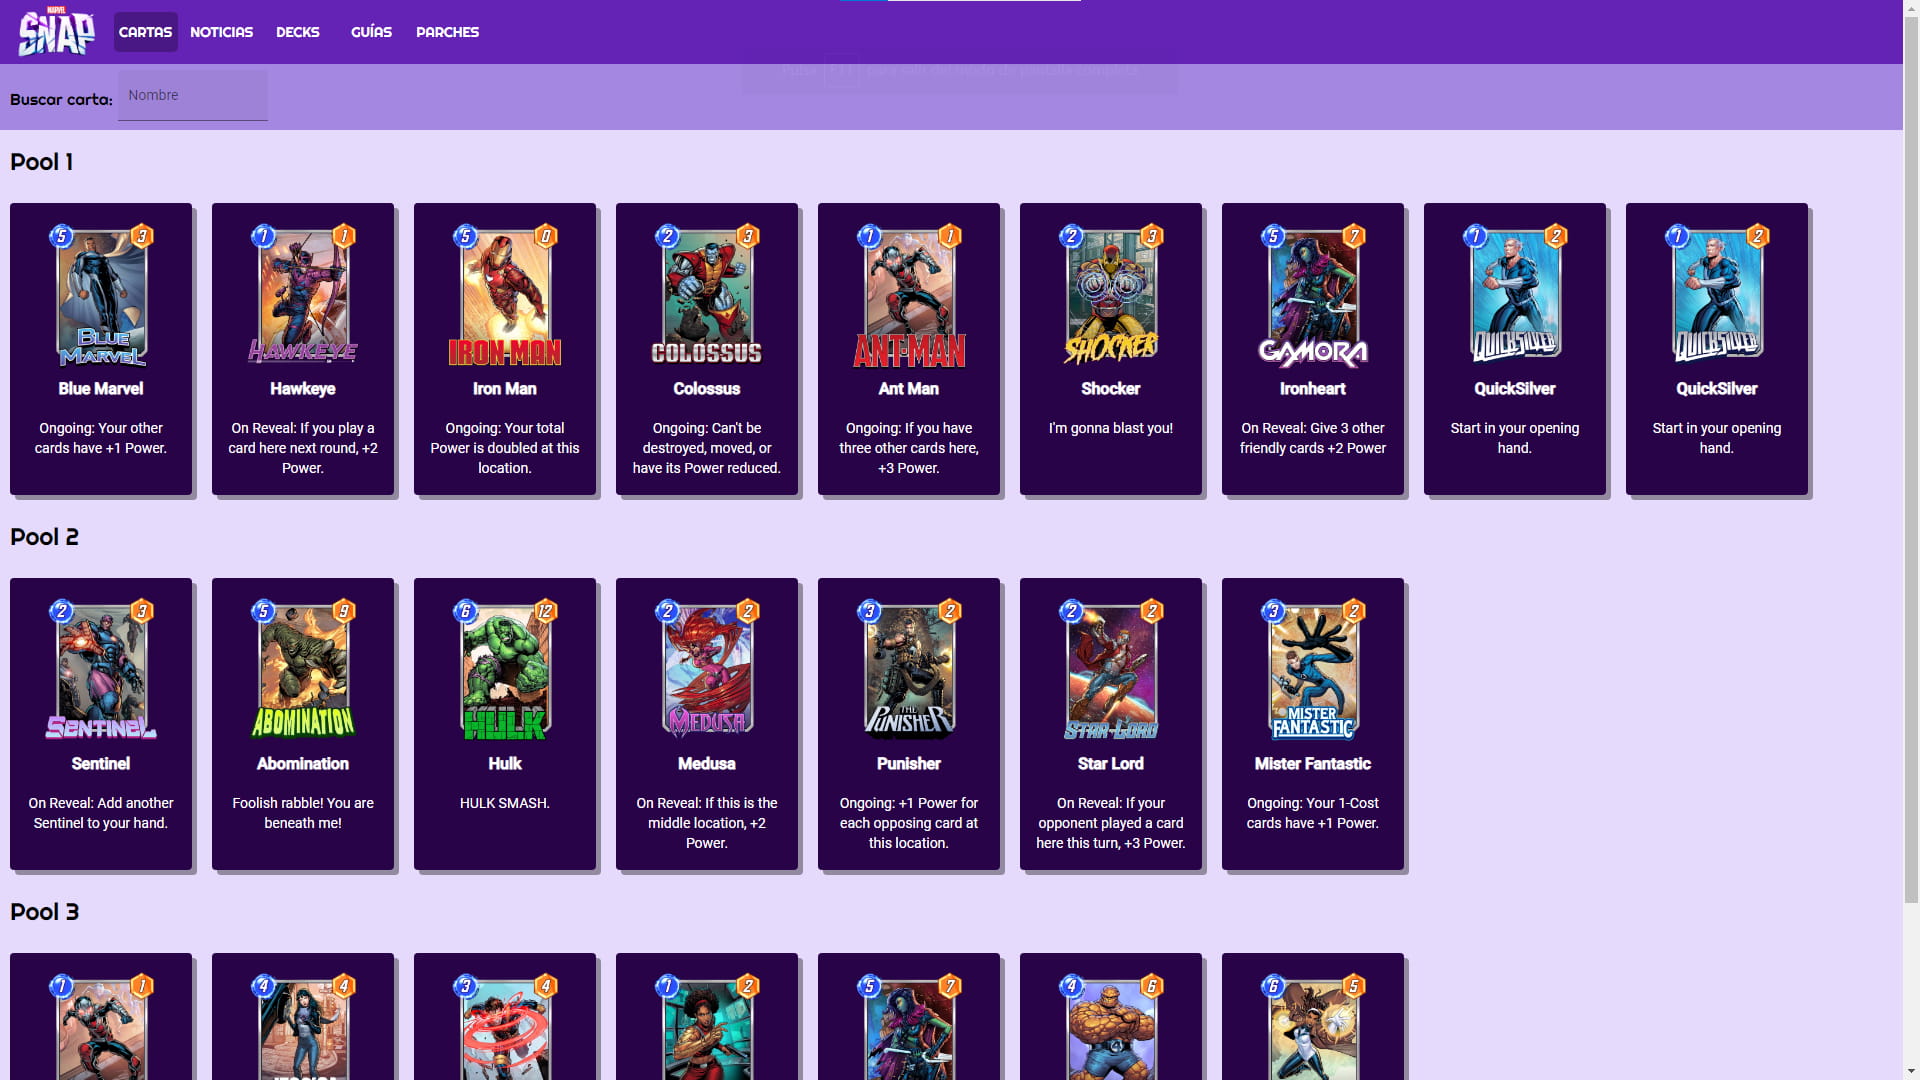 MARVEL
SNAP
CARTAS
NOTICIAS
DECKS
GUÍAS
PARCHES
Pulsa F11 para salir del modo de pantalla completa
Buscar carta:
Nombre
Pool 1
5 3
BLUE MARVEL
Blue Marvel
Ongoing: Your other
cards have +1 Power.
1 1
HAWKEYE
Hawkeye
On Reveal: If you play a
card here next round, +2
Power.
5 0
IRON MAN
Iron Man
Ongoing: Your total
Power is doubled at this
location.
2 3
COLOSSUS
Colossus
Ongoing: Can't be
destroyed, moved, or
have its Power reduced.
1 1
ANT-MAN
Ant Man
Ongoing: If you have
three other cards here,
+3 Power.
2 3
SHOCKER
Shocker
I'm gonna blast you!
5 7
GAMORA
Ironheart
On Reveal: Give 3 other
friendly cards +2 Power
1 2
QUICKSILVER
QuickSilver
Start in your opening
hand.
1 2
QUICKSILVER
QuickSilver
Start in your opening
hand.
Pool 2
2 3
SENTINEL
Sentinel
On Reveal: Add another
Sentinel to your hand.
5 9
ABOMINATION
Abomination
Foolish rabble! You are
beneath me!
6 12
HULK
Hulk
HULK SMASH.
2 2
MEDUSA
Medusa
On Reveal: If this is the
middle location, +2
Power.
3 2
THE
PUNISHER
Punisher
Ongoing: +1 Power for
each opposing card at
this location.
2 2
STAR-LORD
Star Lord
On Reveal: If your
opponent played a card
here this turn, +3 Power.
3 2
MISTER
FANTASTIC
Mister Fantastic
Ongoing: Your 1-Cost
cards have +1 Power.
Pool 3
1 1
4 4
3 4
1 2
5 7
4 6
6 5